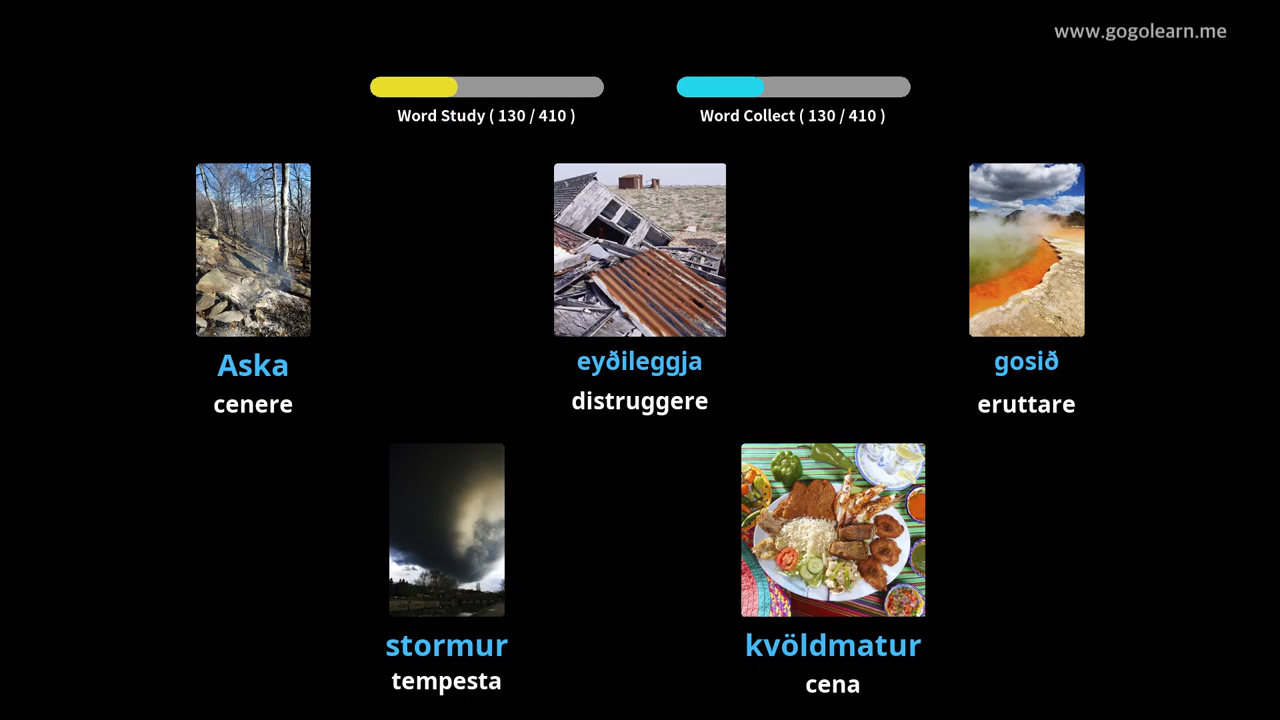 www.gogolearn.me
Word Study ( 130 / 410 )
Word Collect ( 130 / 410 )
Aska
cenere
eyðileggja
distruggere
gosið
eruttare
stormur
tempesta
kvöldmatur
cena